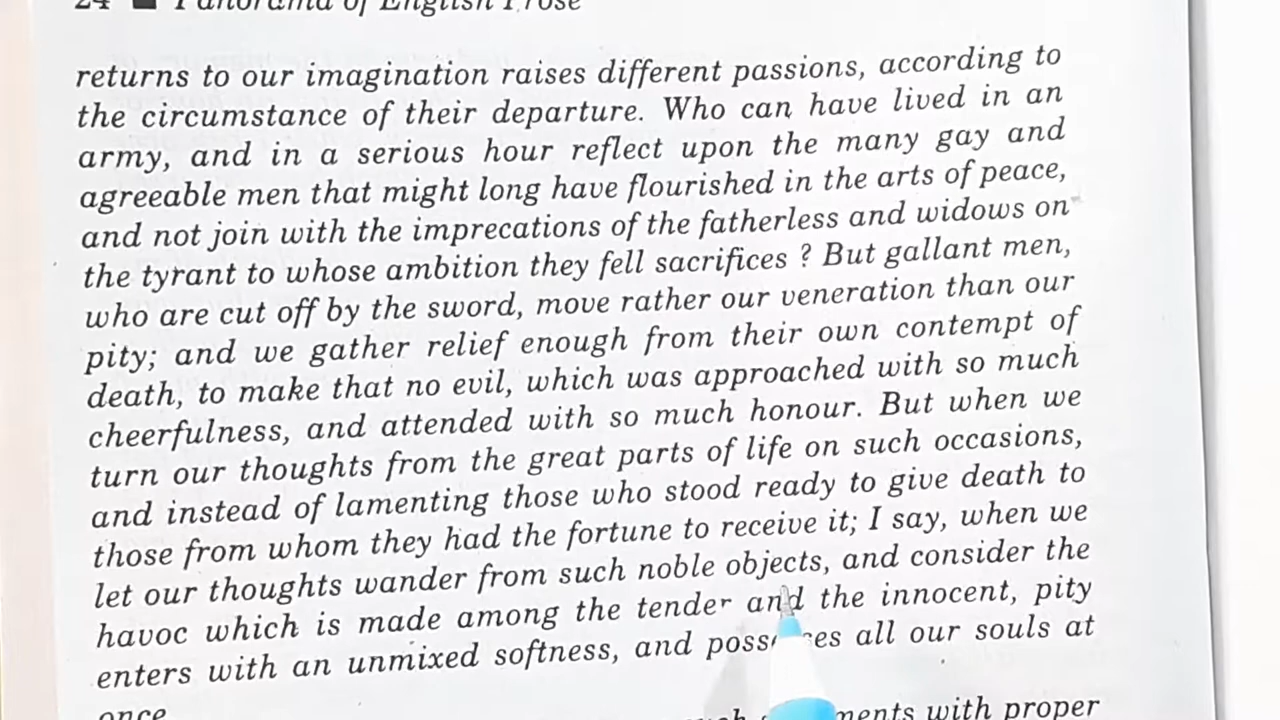 24 ■ Panorama of English Prose
returns to our imagination raises different passions, according to
the circumstance of their departure. Who can have lived in an
army, and in a serious hour reflect upon the many gay and
agreeable men that might long have flourished in the arts of peace,
and not join with the imprecations of the fatherless and widows on
the tyrant to whose ambition they fell sacrifices ? But gallant men,
who are cut off by the sword, move rather our veneration than our
pity; and we gather relief enough from their own contempt of
death, to make that no evil, which was approached with so much
cheerfulness, and attended with so much honour. But when we
turn our thoughts from the great parts of life on such occasions,
and instead of lamenting those who stood ready to give death to
those from whom they had the fortune to receive it; I say, when we
let our thoughts wander from such noble objects, and consider the
havoc which is made among the tender and the innocent, pity
enters with an unmixed softness, and possesses all our souls at
once
with proper